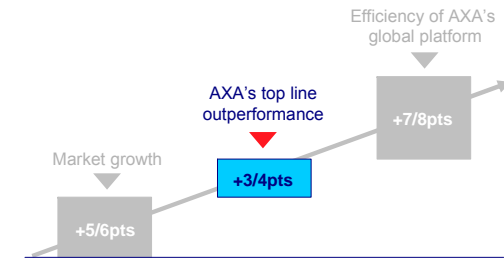 Efficiency of AXA's
global platform
AXA's top line
outperformance
+7/8pts
Market growth
+3/4pts
+5/6pts